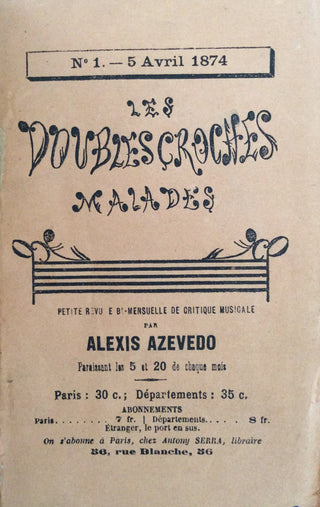 N° 1. — 5 Avril 1874
LES
DOUBLES CROCHES
MALADES
PETITE REVUE BI-MENSUELLE DE CRITIQUE MUSICALE
PAR
ALEXIS AZEVEDO
Paraissant les 5 et 20 de chaque mois
Paris : 30 c.; Départements : 35 c.
ABONNEMENTS
Paris........ 7 fr. | Départements..... 8 fr.
Étranger, le port en sus.
On s'abonne à Paris, chez Antony SERRA, libraire
36, rue Blanche, 36